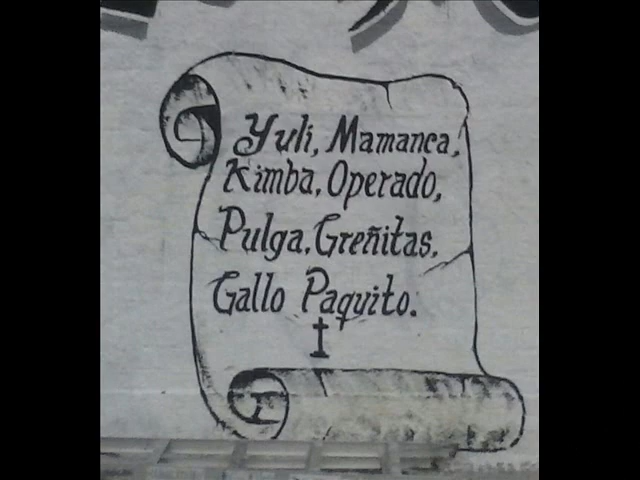 Yuli, Mamanca,
Kimba, Operado,
Pulga, Greñitas,
Gallo Paquito.